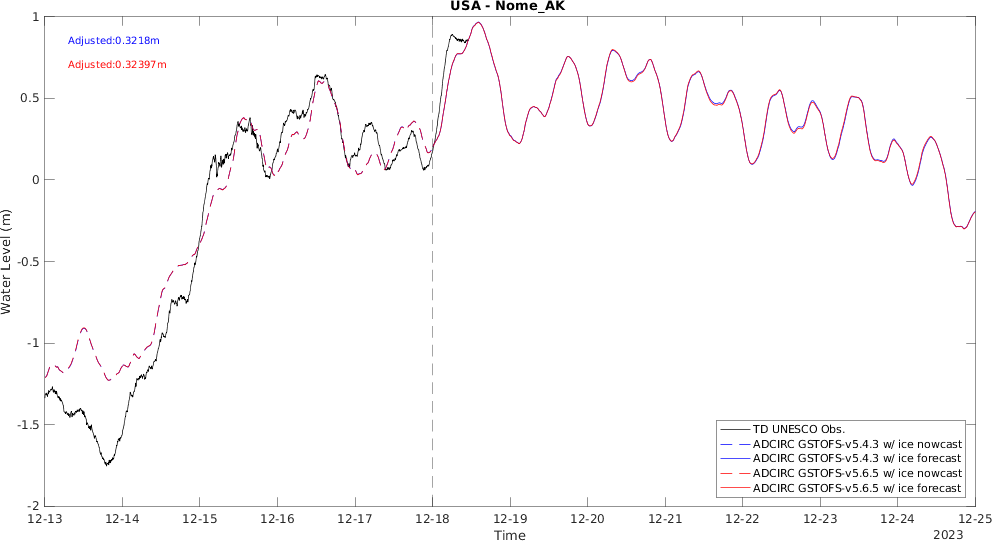 USA - Nome_AK
Adjusted:0.3218m
Adjusted:0.32397m
Water Level (m)
1
0.5
0
-0.5
-1
-1.5
-2
TD UNESCO Obs.
ADCIRC GSTOFS-v5.4.3 w/ ice nowcast
ADCIRC GSTOFS-v5.4.3 w/ ice forecast
ADCIRC GSTOFS-v5.6.5 w/ ice nowcast
ADCIRC GSTOFS-v5.6.5 w/ ice forecast
12-13 12-14 12-15 12-16 12-17 12-18 12-19 12-20 12-21 12-22 12-23 12-24 12-25
Time
2023